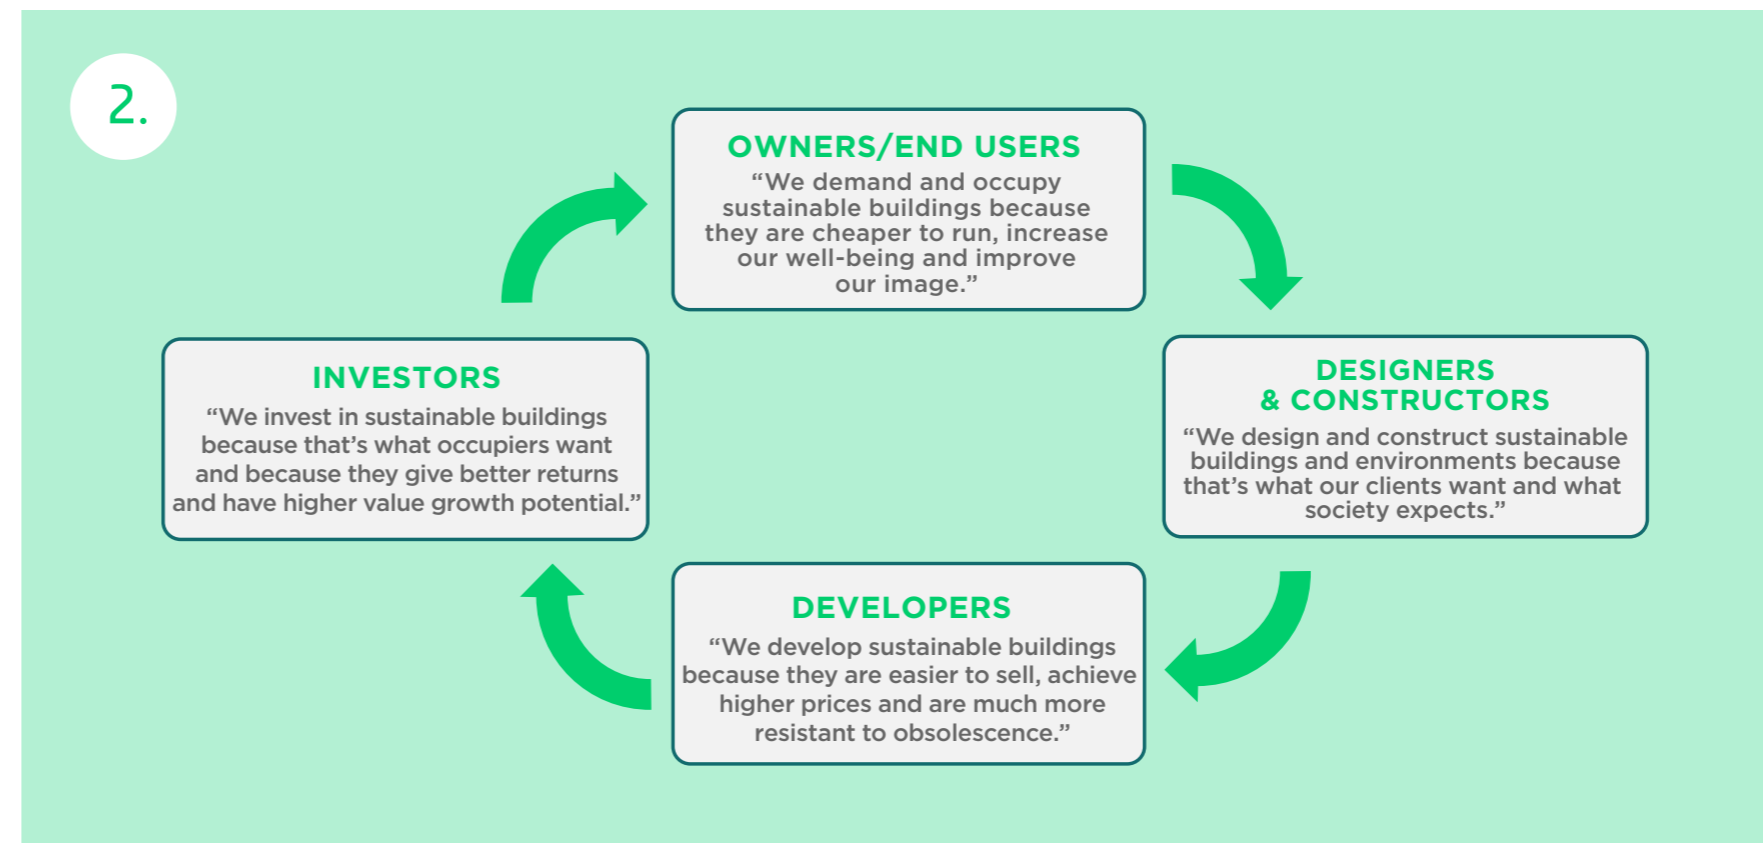 2.
OWNERS/END USERS
“We demand and occupy
sustainable buildings because
they are cheaper to run, increase
our well-being and improve
our image.”
INVESTORS
“We invest in sustainable buildings
because that’s what occupiers want
and because they give better returns
and have higher value growth potential.”
DESIGNERS
& CONSTRUCTORS
“We design and construct sustainable
buildings and environments because
that’s what our clients want and what
society expects.”
DEVELOPERS
“We develop sustainable buildings
because they are easier to sell, achieve
higher prices and are much more
resistant to obsolescence.”